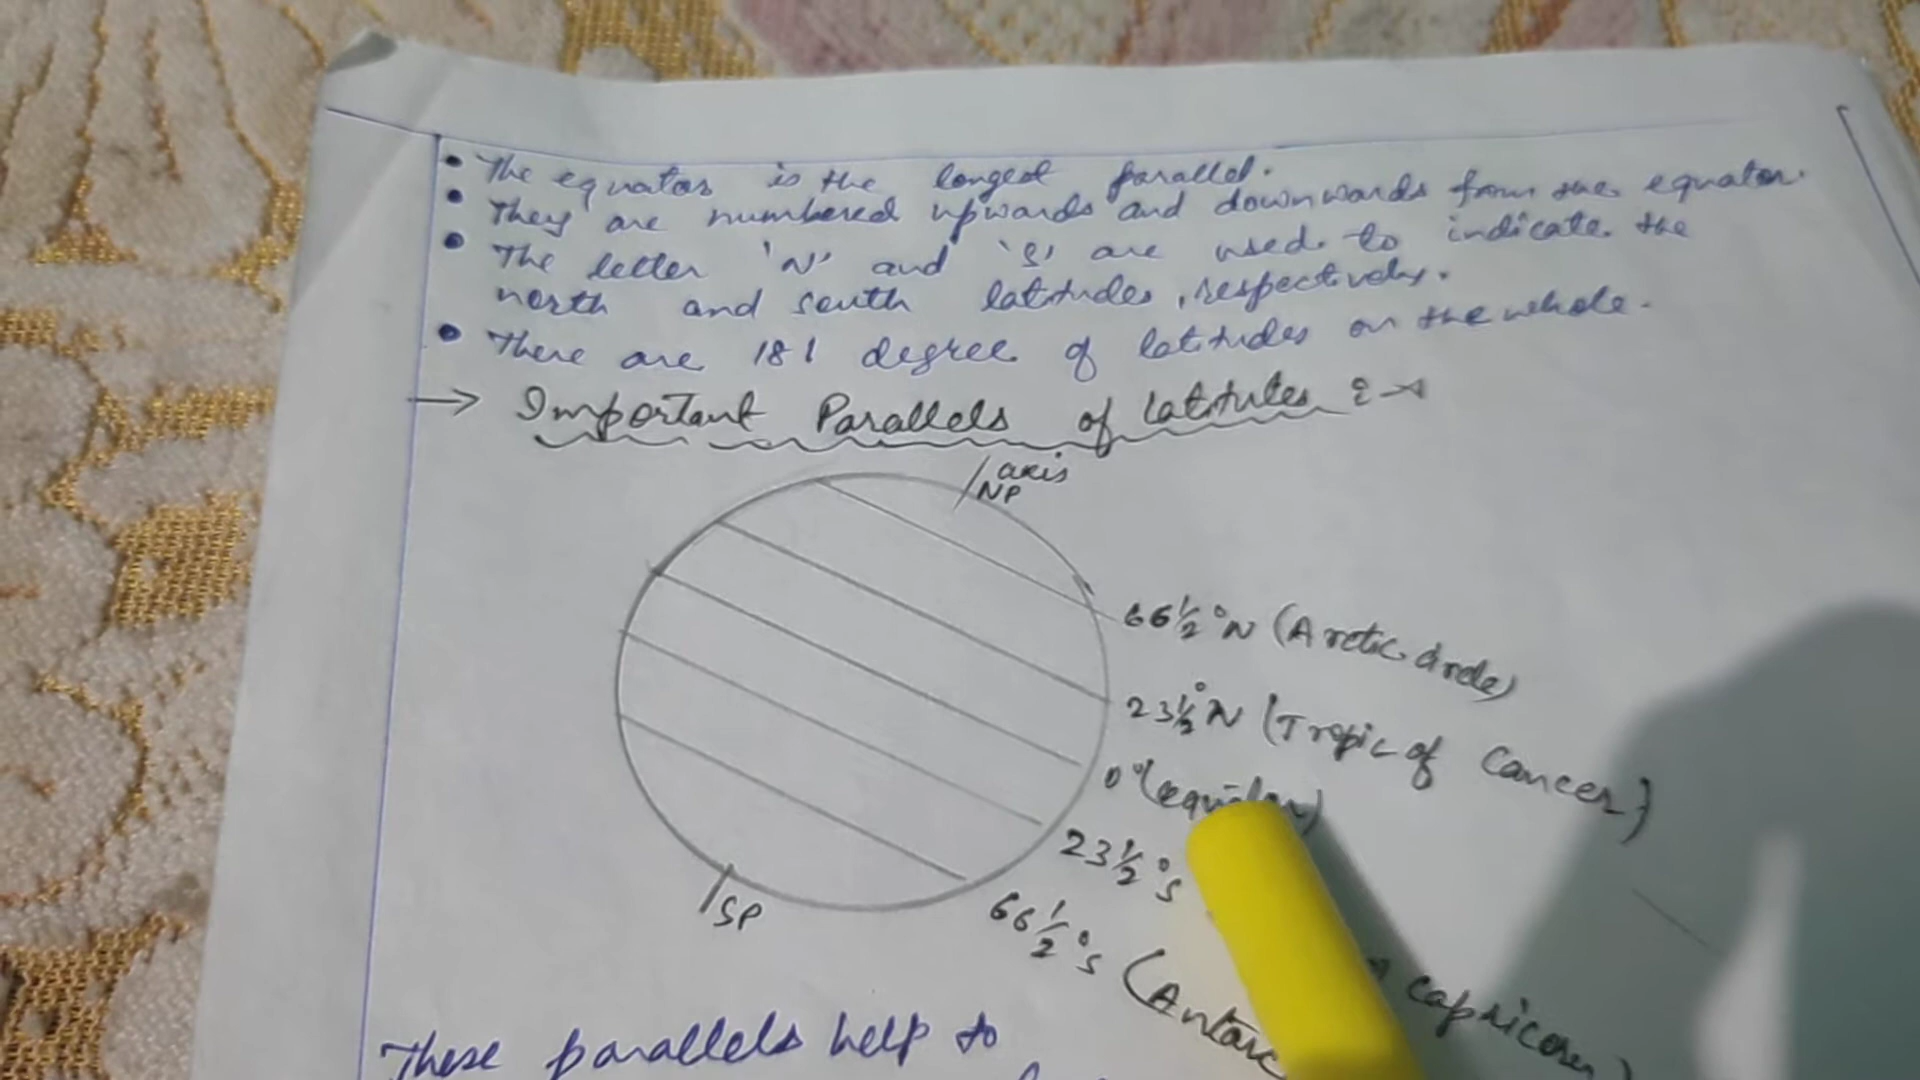 • The equator is the longest parallel.
• They are numbered upwards and downwards from the equator.
• The letter 'N' and 'S' are used to indicate the
north and south latitudes, respectively.
• There are 181 degree of latitudes on the whole.
→ Important Parallels of latitudes :→
axis
NP
66½°N (Arctic circle)
23½°N (Tropic of Cancer)
0° (equator)
23½°S
capricorn)
66½°S (Antarc
SP
These parallels help to